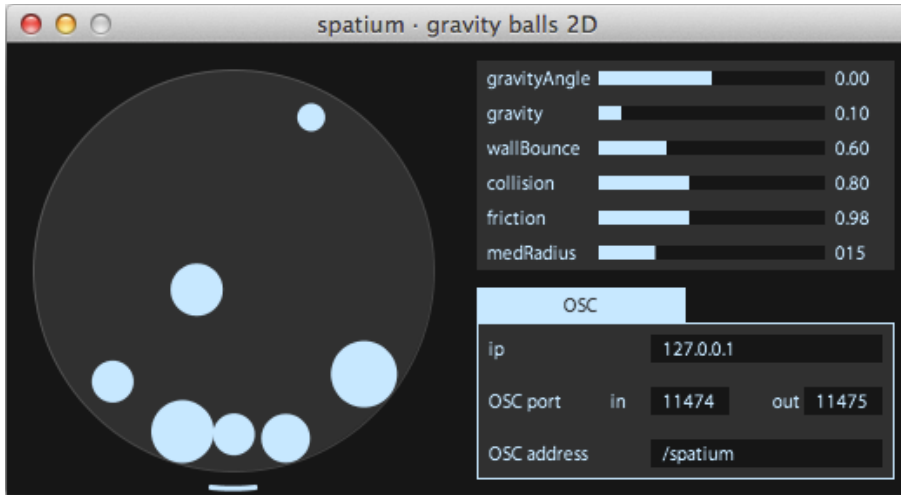 spatium · gravity balls 2D
gravityAngle 0.00
gravity 0.10
wallBounce 0.60
collision 0.80
friction 0.98
medRadius 015
OSC
ip 127.0.0.1
OSC port in 11474 out 11475
OSC address /spatium